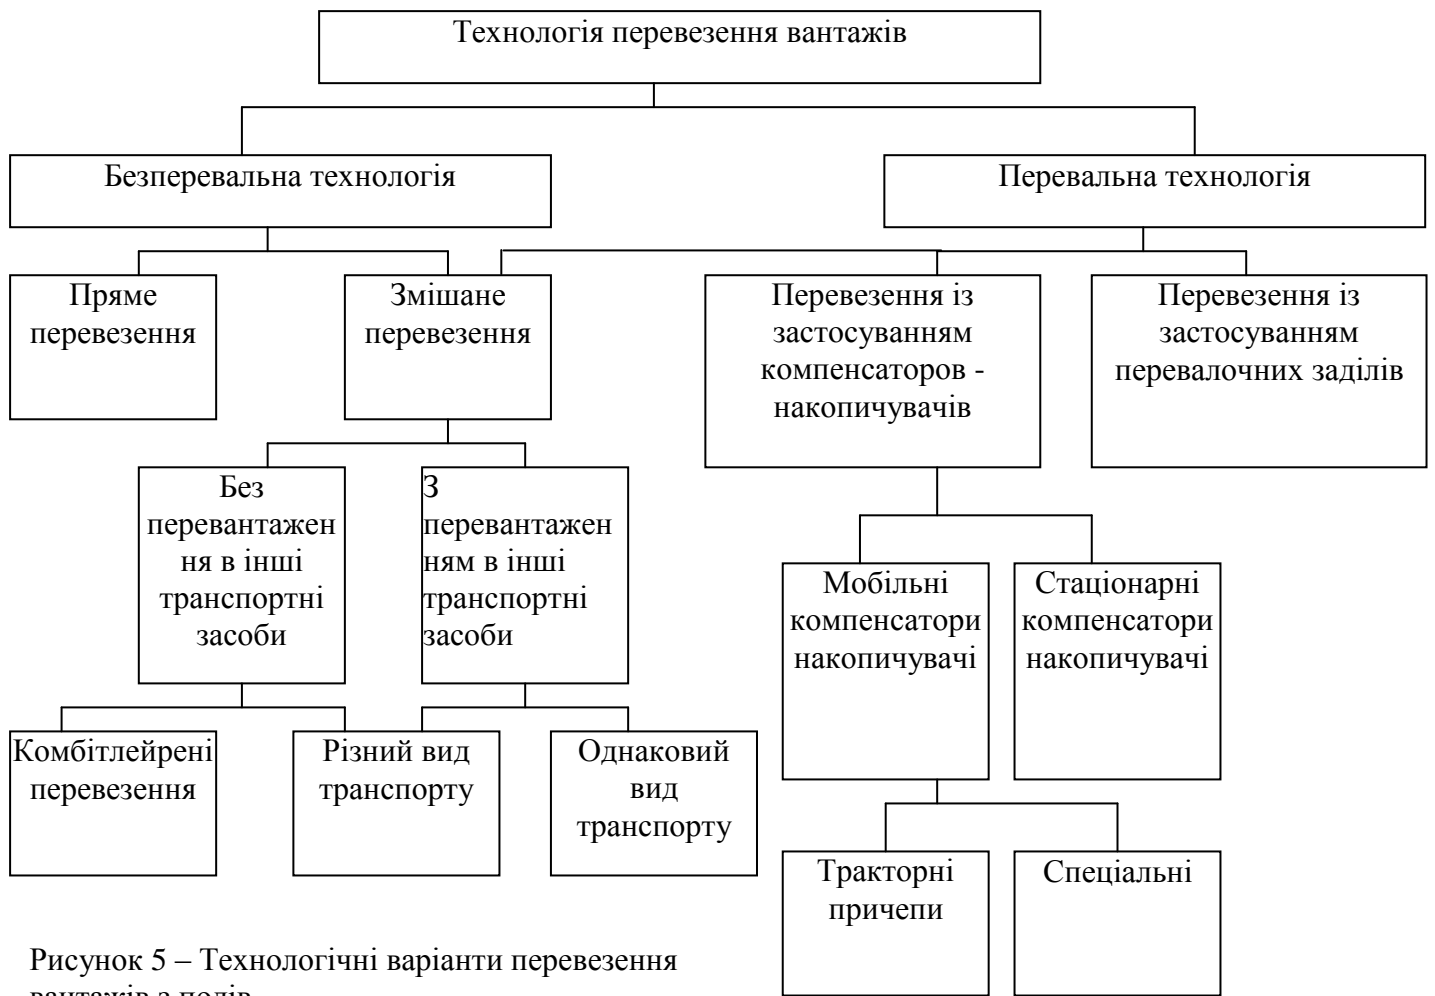 Технологія перевезення вантажів
Безперевальна технологія
Перевальна технологія
Пряме
перевезення
Змішане
перевезення
Перевезення із
застосуванням
компенсаторов -
накопичувачів
Перевезення із
застосуванням
перевалочних заділів
Без
перевантажен
ня в інші
транспортні
засоби
З
перевантажен
ням в інші
транспортні
засоби
Мобільні
компенсатори
накопичувачі
Стаціонарні
компенсатори
накопичувачі
Комбітлейрені
перевезення
Різний вид
транспорту
Однаковий
вид
транспорту
Тракторні
причепи
Спеціальні
Рисунок 5 – Технологічні варіанти перевезення
вантажів з полів